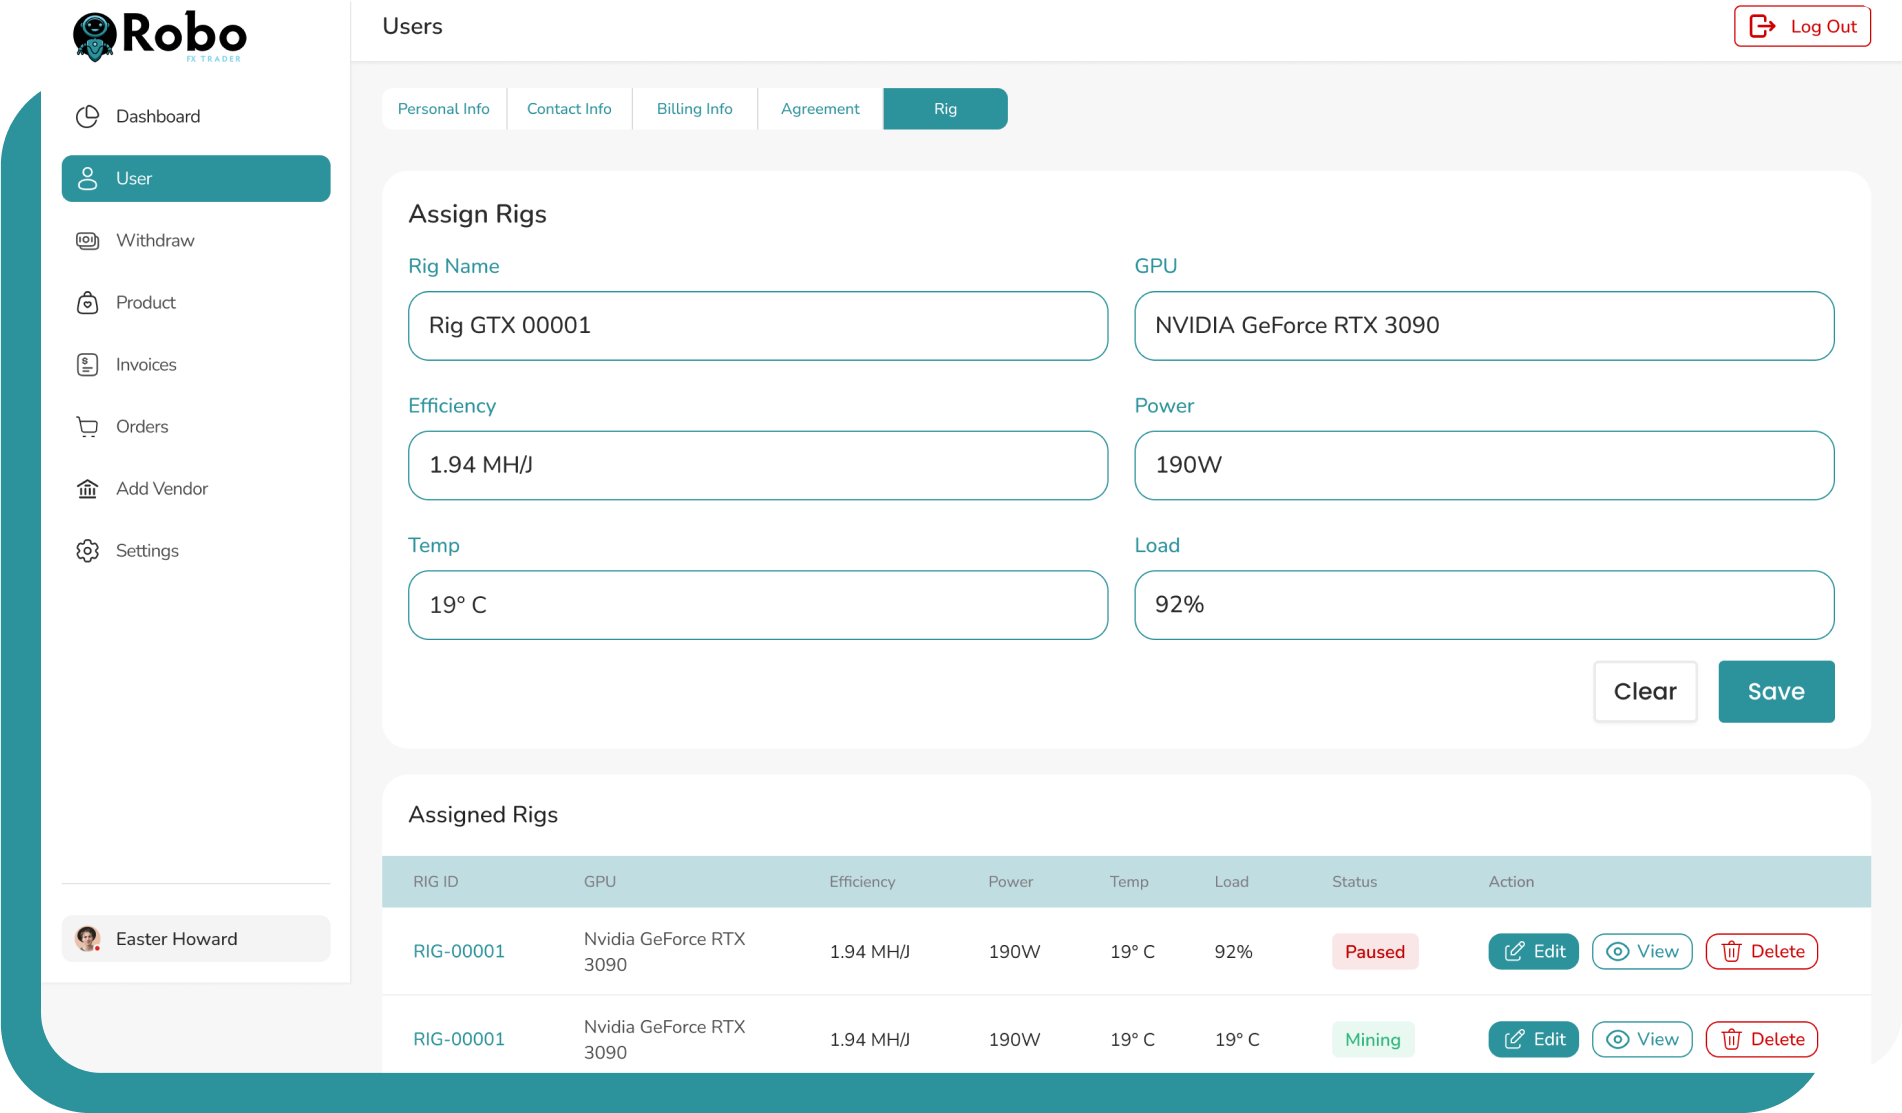 Robo
FX TRADER
Users
Log Out
Dashboard
User
Withdraw
Product
Invoices
Orders
Add Vendor
Settings
Easter Howard
Personal Info
Contact Info
Billing Info
Agreement
Rig
Assign Rigs
Rig Name
GPU
Rig GTX 00001
NVIDIA GeForce RTX 3090
Efficiency
Power
1.94 MH/J
190W
Temp
Load
19° C
92%
Clear
Save
Assigned Rigs
RIG ID GPU Efficiency Power Temp Load Status Action
RIG-00001 Nvidia GeForce RTX 1.94 MH/J 190W 19° C 92% Paused Edit View Delete
3090
RIG-00001 Nvidia GeForce RTX 1.94 MH/J 190W 19° C 19° C Mining Edit View Delete
3090